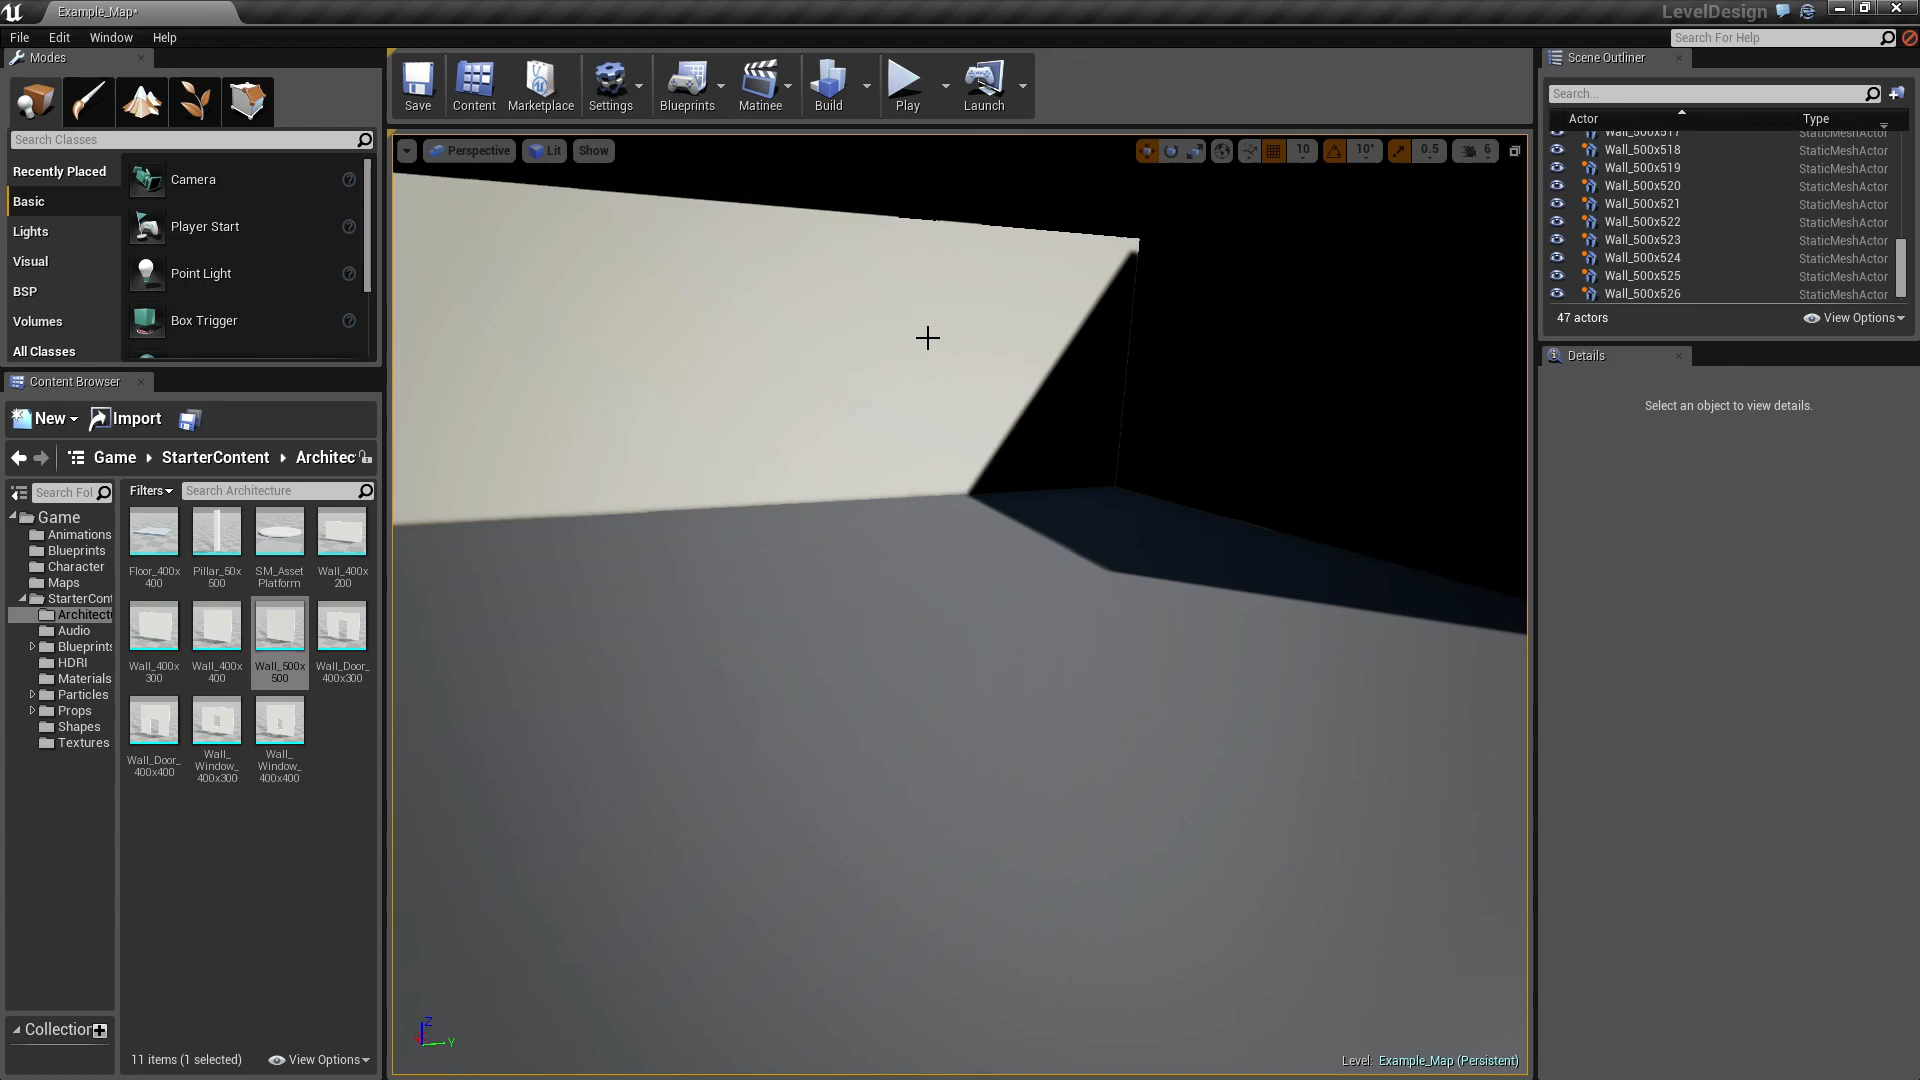 Example_Map*
LevelDesign
File Edit Window Help
Search For Help
Modes
Search Classes
Recently Placed
Basic
Lights
Visual
BSP
Volumes
All Classes
Camera
Player Start
Point Light
Box Trigger
Save
Content
Marketplace
Settings
Blueprints
Matinee
Build
Play
Launch
Perspective
Lit
Show
10
10°
0.5
6
Level: Example_Map (Persistent)
Z
Y
Content Browser
New
Import
Game
StarterContent
Architec
Search Fol
Game
Animations
Blueprints
Character
Maps
StarterCont
Architectu
Audio
Blueprints
HDRI
Materials
Particles
Props
Shapes
Textures
Collection
Filters
Search Architecture
Floor_400x
400
Pillar_50x
500
SM_Asset
Platform
Wall_400x
200
Wall_400x
300
Wall_400x
400
Wall_500x
500
Wall_Door_
400x300
Wall_Door_
400x400
Wall_
Window_
400x300
Wall_
Window_
400x400
11 items (1 selected)
View Options
Scene Outliner
Search...
Actor Type
Wall_500x517 StaticMeshActor
Wall_500x518 StaticMeshActor
Wall_500x519 StaticMeshActor
Wall_500x520 StaticMeshActor
Wall_500x521 StaticMeshActor
Wall_500x522 StaticMeshActor
Wall_500x523 StaticMeshActor
Wall_500x524 StaticMeshActor
Wall_500x525 StaticMeshActor
Wall_500x526 StaticMeshActor
47 actors
View Options
Details
Select an object to view details.